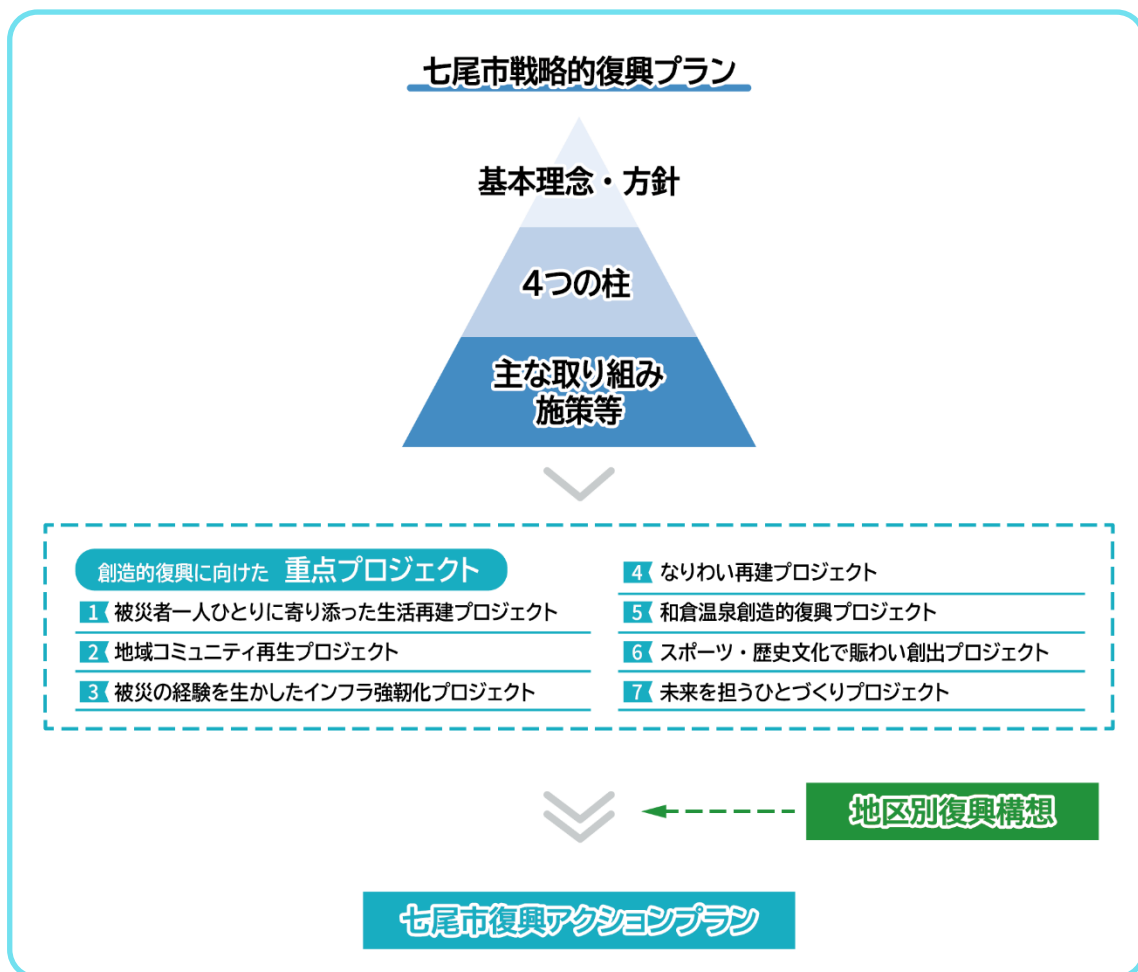 七尾市戦略的復興プラン
基本理念・方針
4つの柱
主な取り組み
施策等
創造的復興に向けた 重点プロジェクト
1 被災者一人ひとりに寄り添った生活再建プロジェクト
2 地域コミュニティ再生プロジェクト
3 被災の経験を生かしたインフラ強靭化プロジェクト
4 なりわい再建プロジェクト
5 和倉温泉創造的復興プロジェクト
6 スポーツ・歴史文化で賑わい創出プロジェクト
7 未来を担うひとづくりプロジェクト
地区別復興構想
七尾市復興アクションプラン